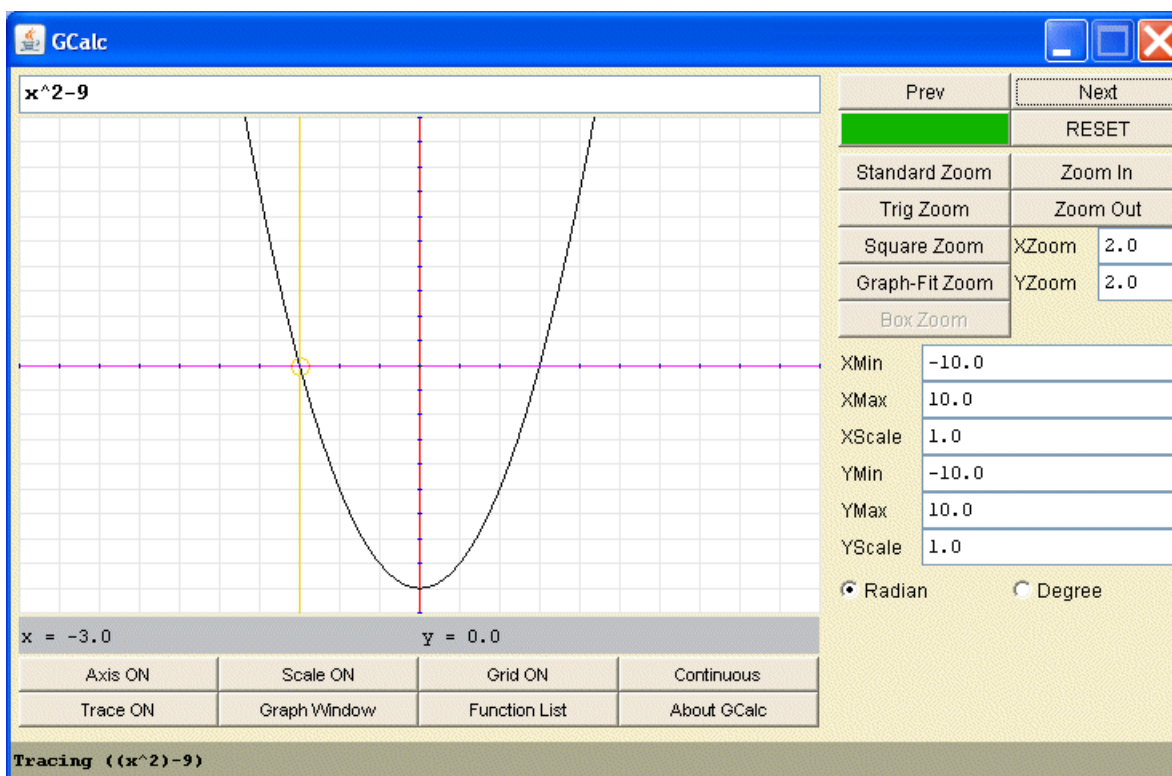 GCalc
x^2-9
Prev Next
RESET
Standard Zoom Zoom In
Trig Zoom Zoom Out
Square Zoom XZoom 2.0
Graph-Fit Zoom YZoom 2.0
Box Zoom
XMin -10.0
XMax 10.0
XScale 1.0
YMin -10.0
YMax 10.0
YScale 1.0
Radian Degree
x = -3.0 y = 0.0
Axis ON Scale ON Grid ON Continuous
Trace ON Graph Window Function List About GCalc
Tracing ((x^2)-9)